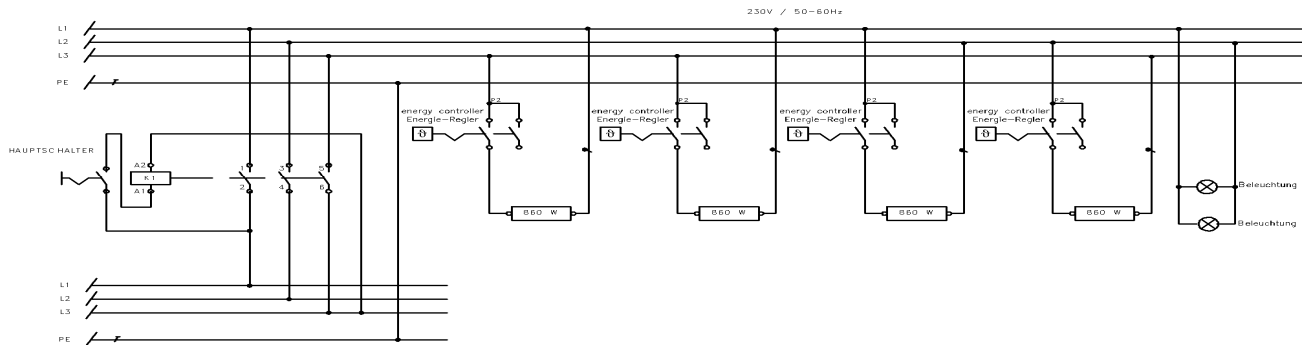 230V / 50-60Hz
L1
L2
L3
PE
P2
P2
P2
P2
energy controller
Energie-Regler
energy controller
Energie-Regler
energy controller
Energie-Regler
energy controller
Energie-Regler
HAUPTSCHALTER
A2
K1
A1
1
3
5
2
4
6
Beleuchtung
860 W
860 W
860 W
860 W
Beleuchtung
L1
L2
L3
PE